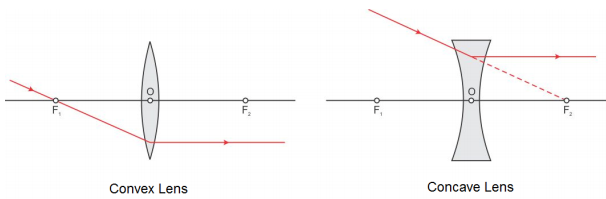 O
F₁
F₂
Convex Lens
O
F₁
F₂
Concave Lens